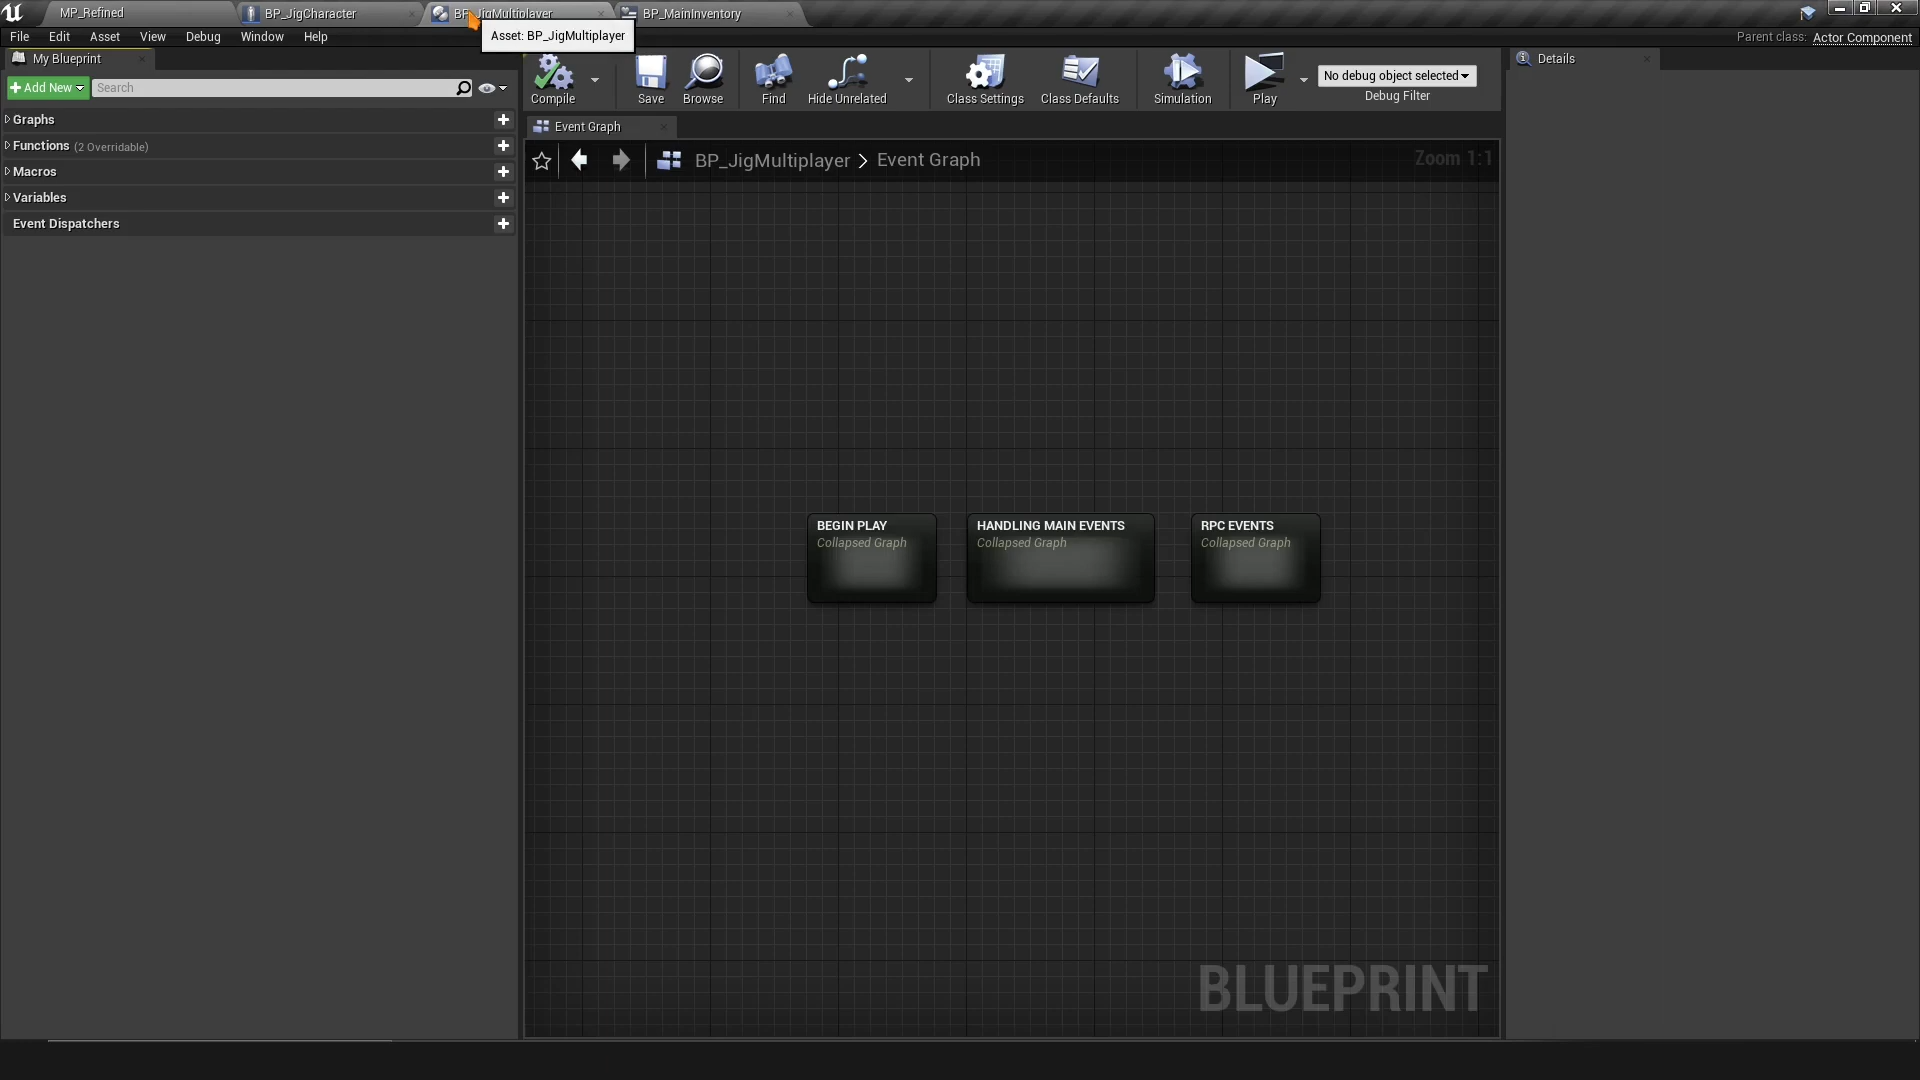 MP_Refined
BP_JigCharacter
BP_JigMultiplayer
BP_MainInventory
Asset: BP_JigMultiplayer
File Edit Asset View Debug Window Help
Parent class: Actor Component
My Blueprint
Add New
Search
Graphs
Functions (2 Overridable)
Macros
Variables
Event Dispatchers
Compile
Save
Browse
Find
Hide Unrelated
Class Settings
Class Defaults
Simulation
Play
No debug object selected
Debug Filter
Details
Event Graph
BP_JigMultiplayer > Event Graph
Zoom 1:1
BEGIN PLAY
Collapsed Graph
HANDLING MAIN EVENTS
Collapsed Graph
RPC EVENTS
Collapsed Graph
BLUEPRINT